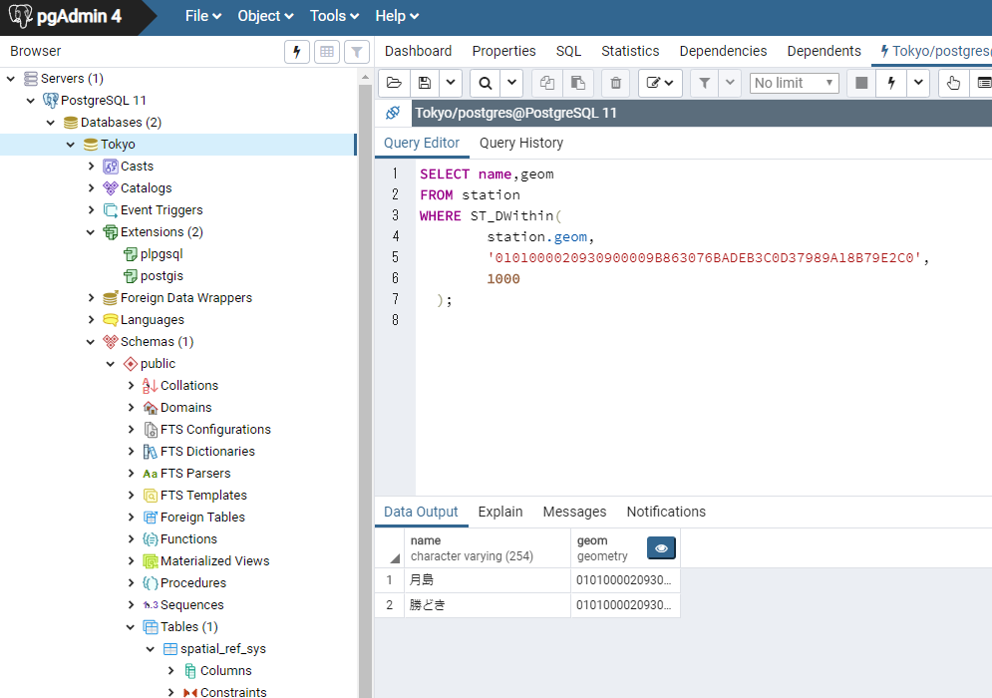 pgAdmin 4
File Object Tools Help
Browser
Dashboard Properties SQL Statistics Dependencies Dependents Tokyo/postgres
No limit
Servers (1)
Tokyo/postgres@PostgreSQL 11
PostgreSQL 11
Databases (2)
Query Editor Query History
Tokyo
1 SELECT name,geom
Casts
2 FROM station
Catalogs
3 WHERE ST_DWithin(
Event Triggers
4 station.geom,
Extensions (2)
5 '0101000020930900009B863076BADEB3C0D37989A18B79E2C0',
plpgsql
6 1000
postgis
7 );
Foreign Data Wrappers
8
Languages
Schemas (1)
public
Collations
Domains
FTS Configurations
FTS Dictionaries
Aa FTS Parsers
FTS Templates
Data Output Explain Messages Notifications
Foreign Tables
name geom
Functions
character varying (254) geometry
Materialized Views
1 月島 0101000020930...
Procedures
2 勝どき 0101000020930...
1..3 Sequences
Tables (1)
spatial_ref_sys
Columns
Constraints